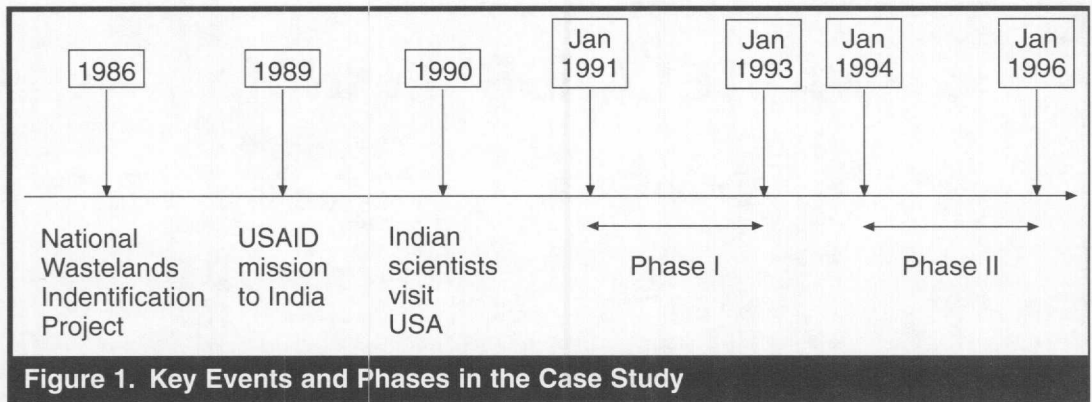 1986
1989
1990
Jan
1991
Jan
1993
Jan
1994
Jan
1996
National
Wastelands
Indentification
Project
USAID
mission
to India
Indian
scientists
visit
USA
Phase I
Phase II
Figure 1. Key Events and Phases in the Case Study